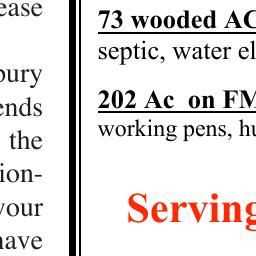 ease
bury
ends
the
ion-
your
have
73 wooded AC
septic, water el
202 Ac on FM
working pens, hu
Serving